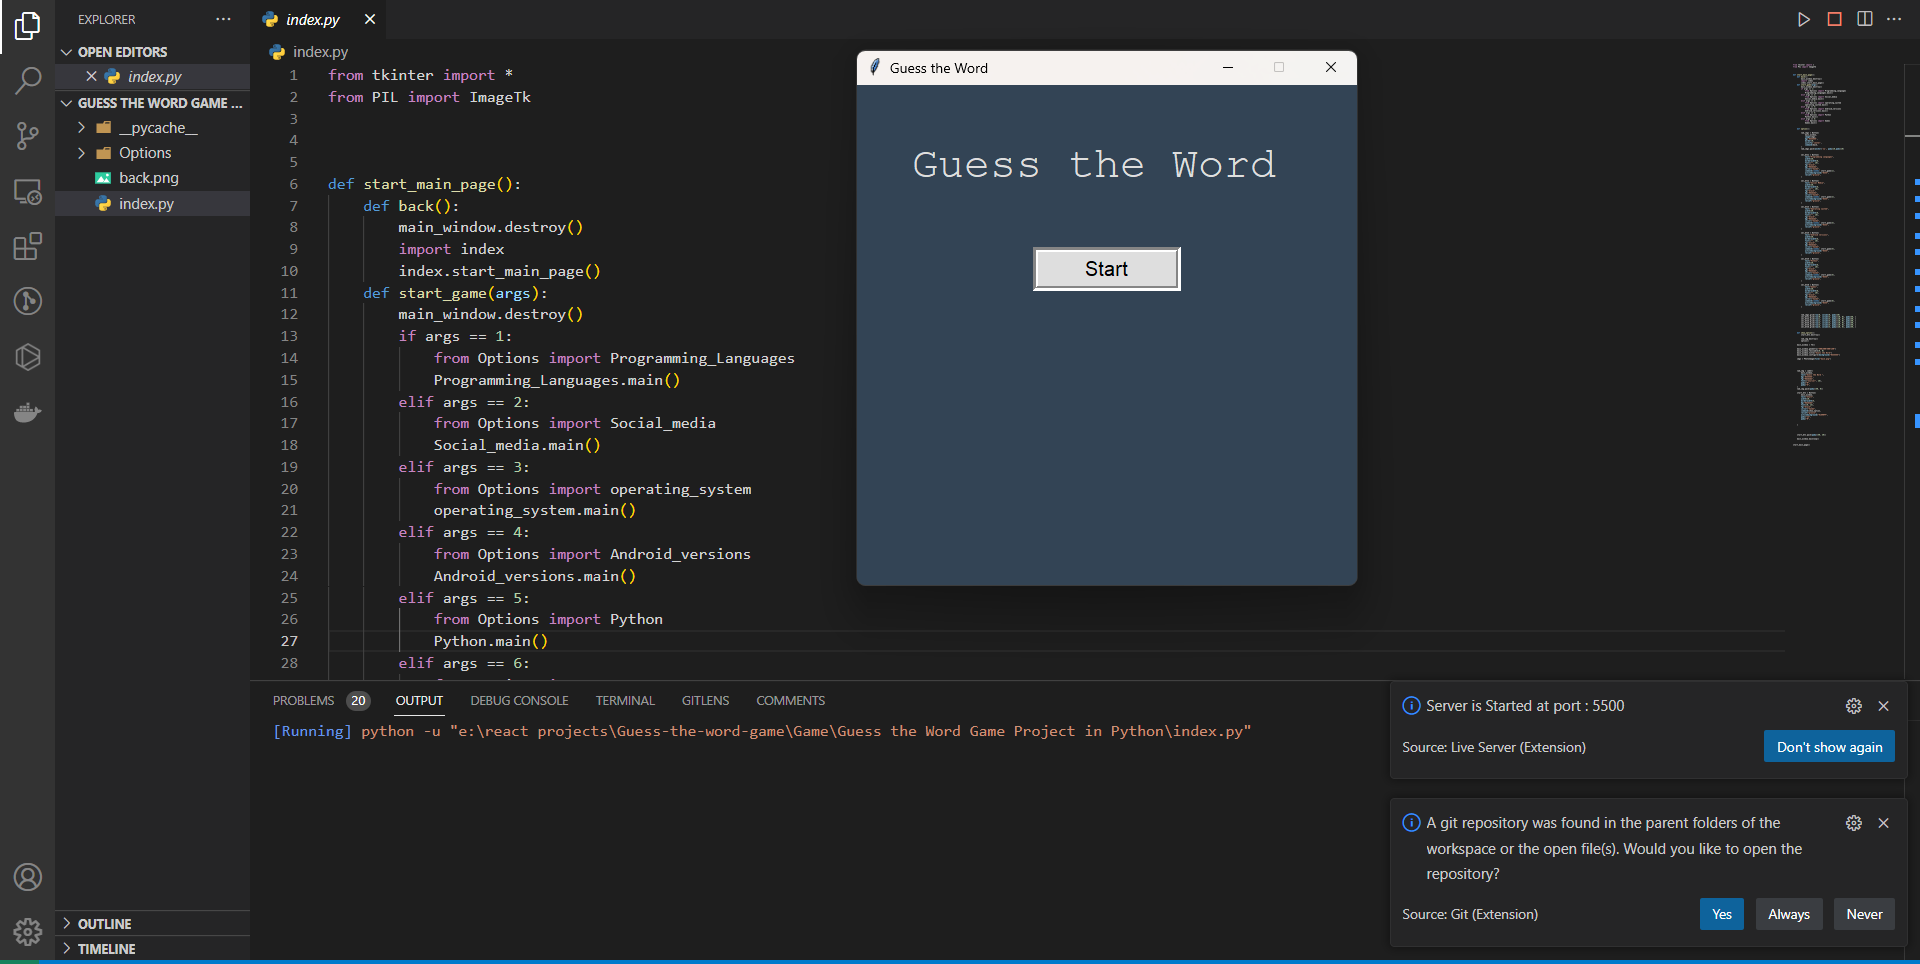 EXPLORER
OPEN EDITORS
index.py
GUESS THE WORD GAME ...
__pycache__
Options
back.png
index.py
OUTLINE
TIMELINE
index.py
index.py
1 from tkinter import *
2 from PIL import ImageTk
3
4
5
6 def start_main_page():
7 def back():
8 main_window.destroy()
9 import index
10 index.start_main_page()
11 def start_game(args):
12 main_window.destroy()
13 if args == 1:
14 from Options import Programming_Languages
15 Programming_Languages.main()
16 elif args == 2:
17 from Options import Social_media
18 Social_media.main()
19 elif args == 3:
20 from Options import operating_system
21 operating_system.main()
22 elif args == 4:
23 from Options import Android_versions
24 Android_versions.main()
25 elif args == 5:
26 from Options import Python
27 Python.main()
28 elif args == 6:
Guess the Word
Guess the Word
Start
PROBLEMS 20 OUTPUT DEBUG CONSOLE TERMINAL GITLENS COMMENTS
[Running] python -u "e:\react projects\Guess-the-word-game\Game\Guess the Word Game Project in Python\index.py"
Server is Started at port : 5500
Source: Live Server (Extension) Don't show again
A git repository was found in the parent folders of the
workspace or the open file(s). Would you like to open the
repository?
Source: Git (Extension) Yes Always Never